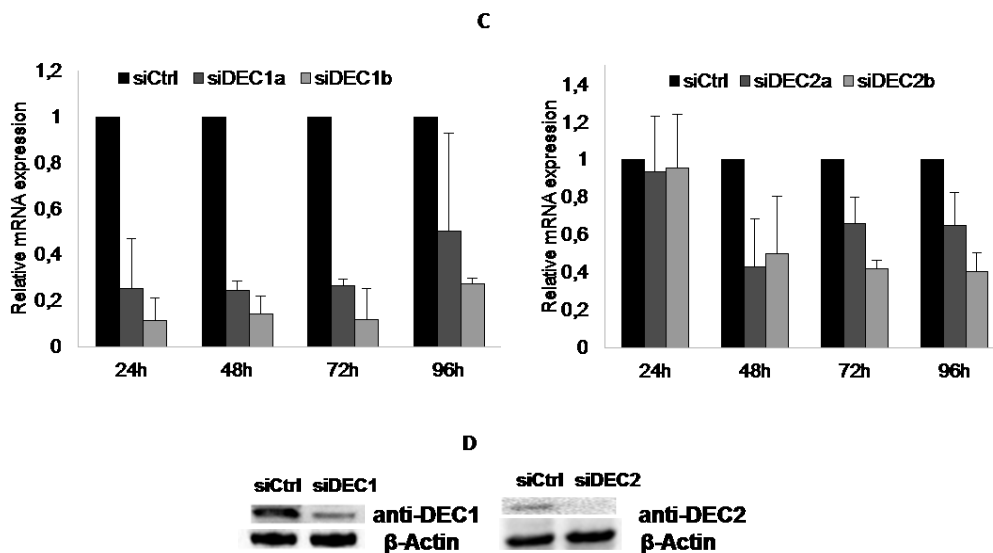 C
siCtrl siDEC1a siDEC1b
Relative mRNA expression
1,2
1
0,8
0,6
0,4
0,2
0
24h 48h 72h 96h
siCtrl siDEC2a siDEC2b
Relative mRNA expression
1,4
1,2
1
0,8
0,6
0,4
0,2
0
24h 48h 72h 96h
D
siCtrl siDEC1
anti-DEC1
β-Actin
siCtrl siDEC2
anti-DEC2
β-Actin